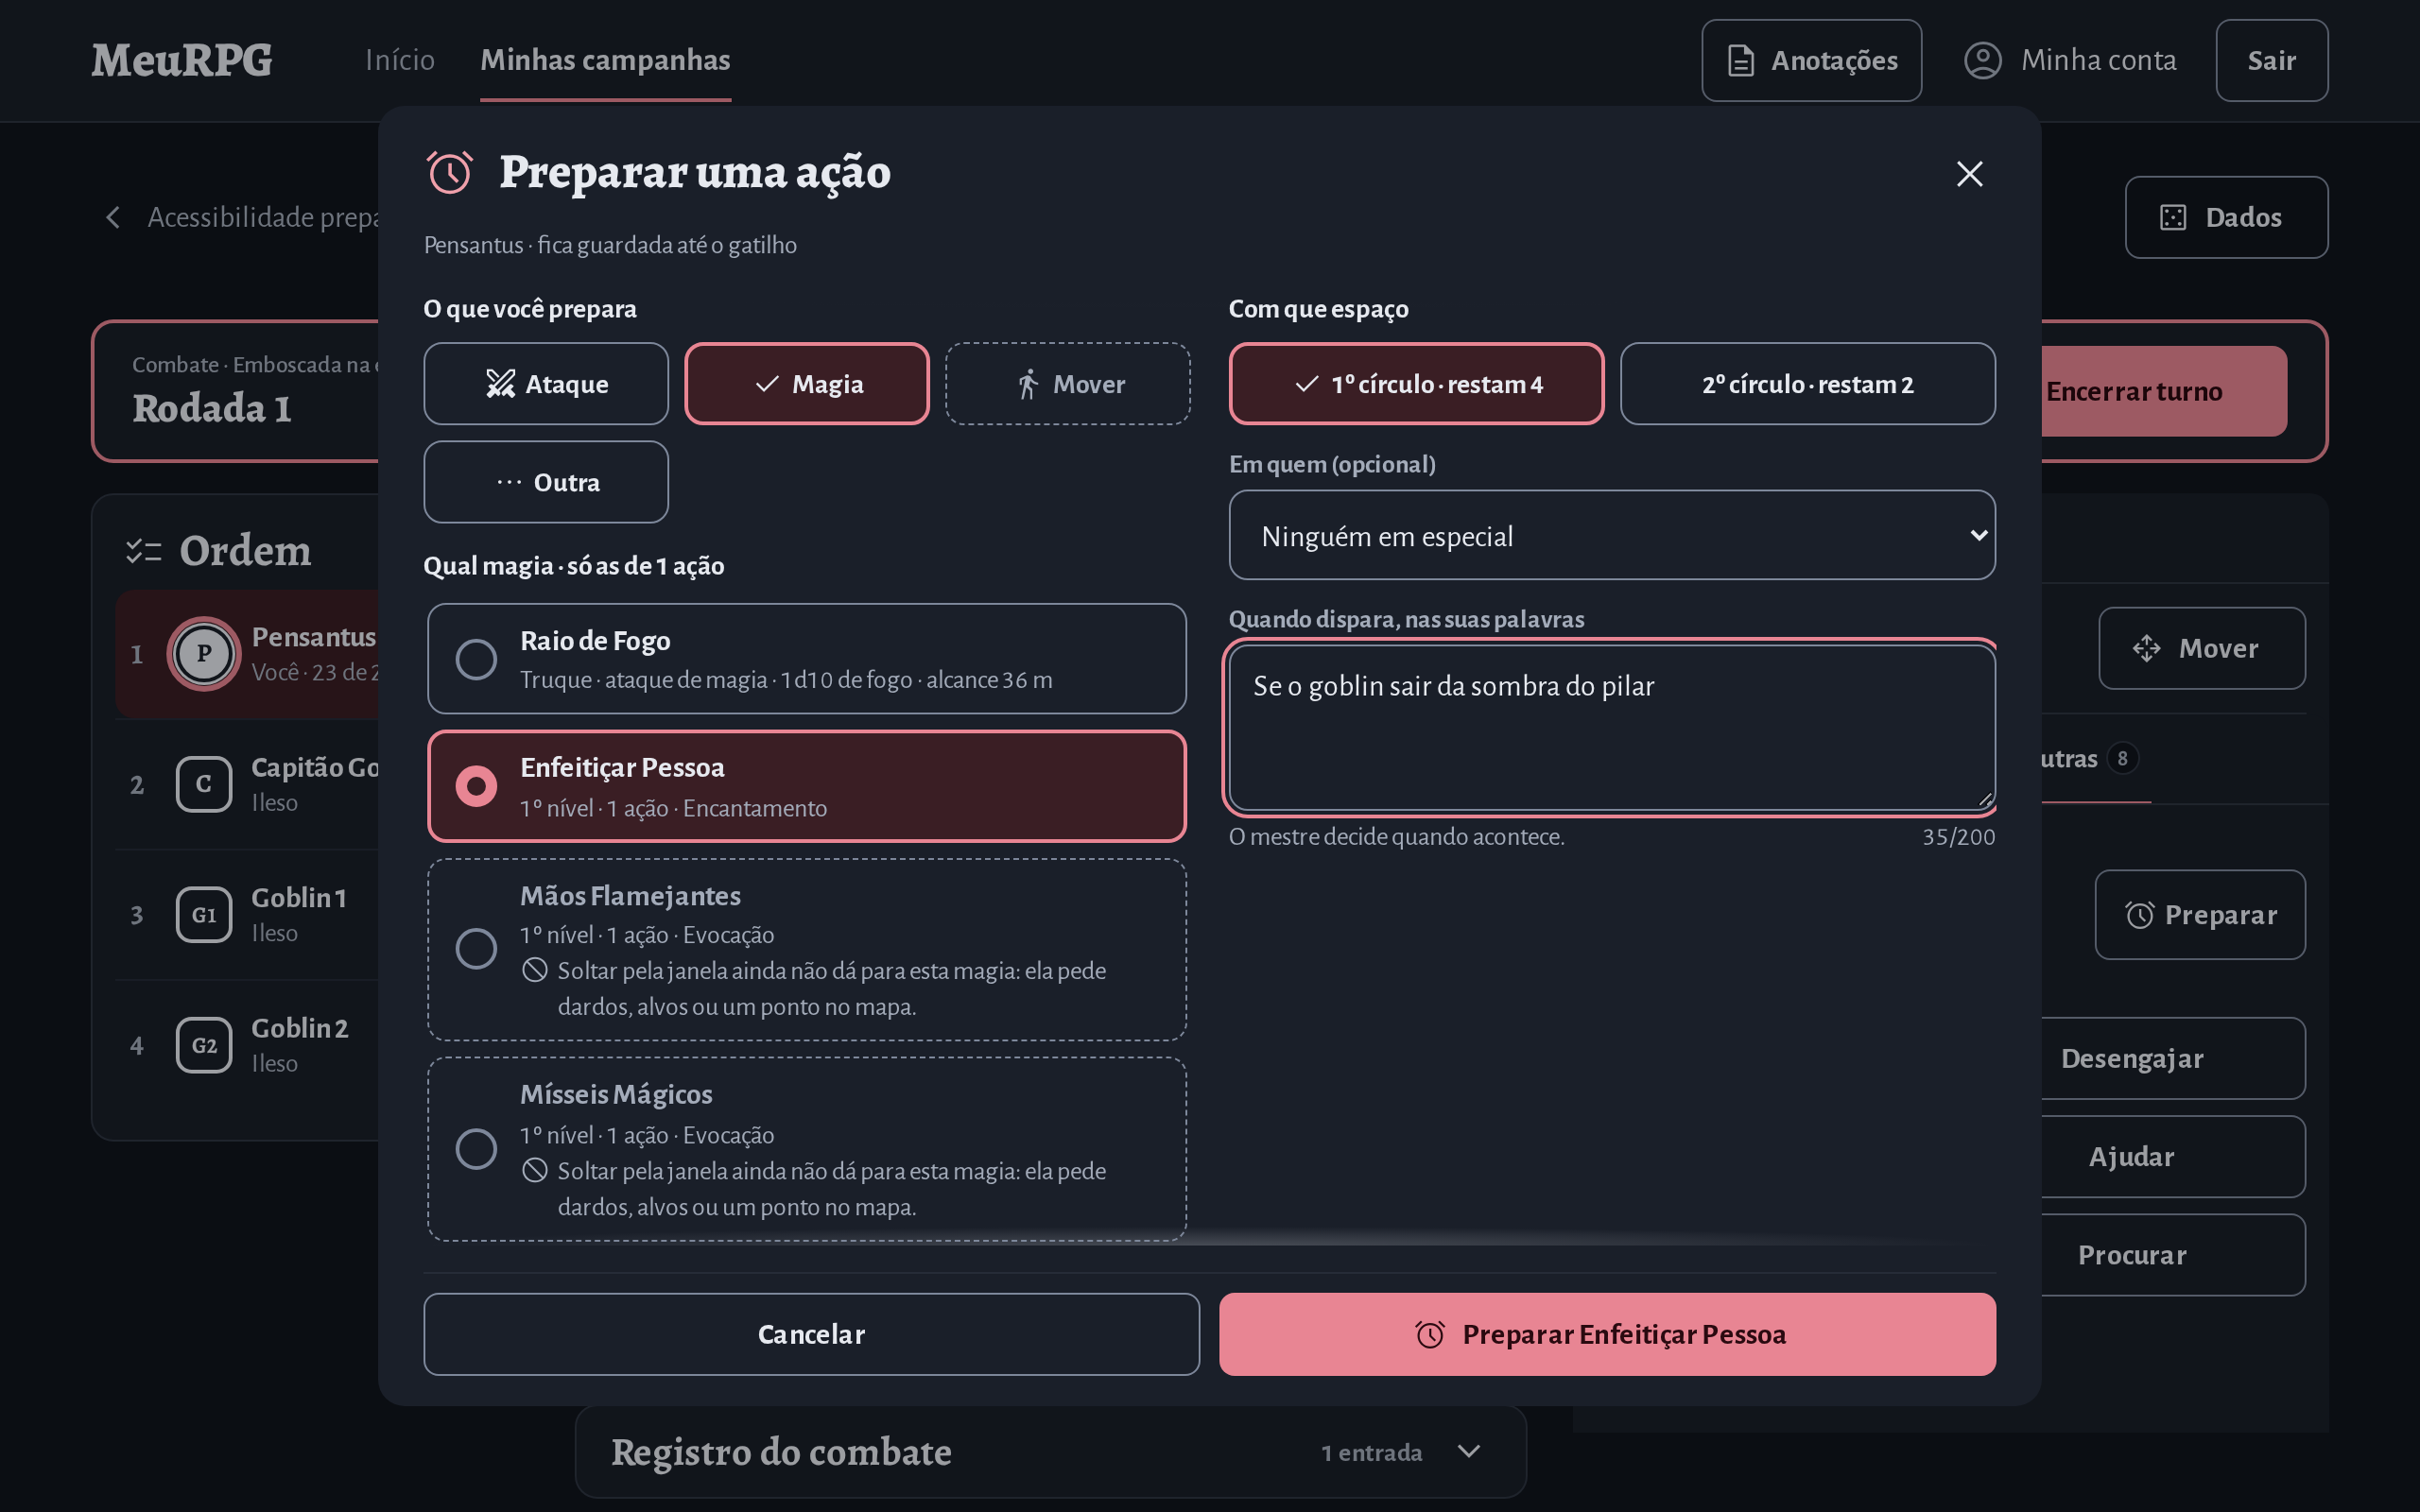 MeuRPG
Início
Minhas campanhas
Anotações
Minha conta
Sair
Acessibilidade prepa
Dados
Combate · Emboscada na
Rodada 1
Encerrar turno
Ordem
1
P
Pensantus
Você · 23 de 2
2
C
Capitão Go
Ileso
3
G1
Goblin 1
Ileso
4
G2
Goblin 2
Ileso
Preparar uma ação
Pensantus · fica guardada até o gatilho
O que você prepara
Ataque
Magia
Mover
Outra
Qual magia · só as de 1 ação
Raio de Fogo
Truque · ataque de magia · 1d10 de fogo · alcance 36 m
Enfeitiçar Pessoa
1º nível · 1 ação · Encantamento
Mãos Flamejantes
1º nível · 1 ação · Evocação
Soltar pela janela ainda não dá para esta magia: ela pede
dardos, alvos ou um ponto no mapa.
Mísseis Mágicos
1º nível · 1 ação · Evocação
Soltar pela janela ainda não dá para esta magia: ela pede
dardos, alvos ou um ponto no mapa.
Com que espaço
1º círculo · restam 4
2º círculo · restam 2
Em quem (opcional)
Ninguém em especial
Quando dispara, nas suas palavras
Se o goblin sair da sombra do pilar
O mestre decide quando acontece.
35/200
Cancelar
Preparar Enfeitiçar Pessoa
Mover
utras 8
Preparar
Desengajar
Ajudar
Procurar
Registro do combate
1 entrada